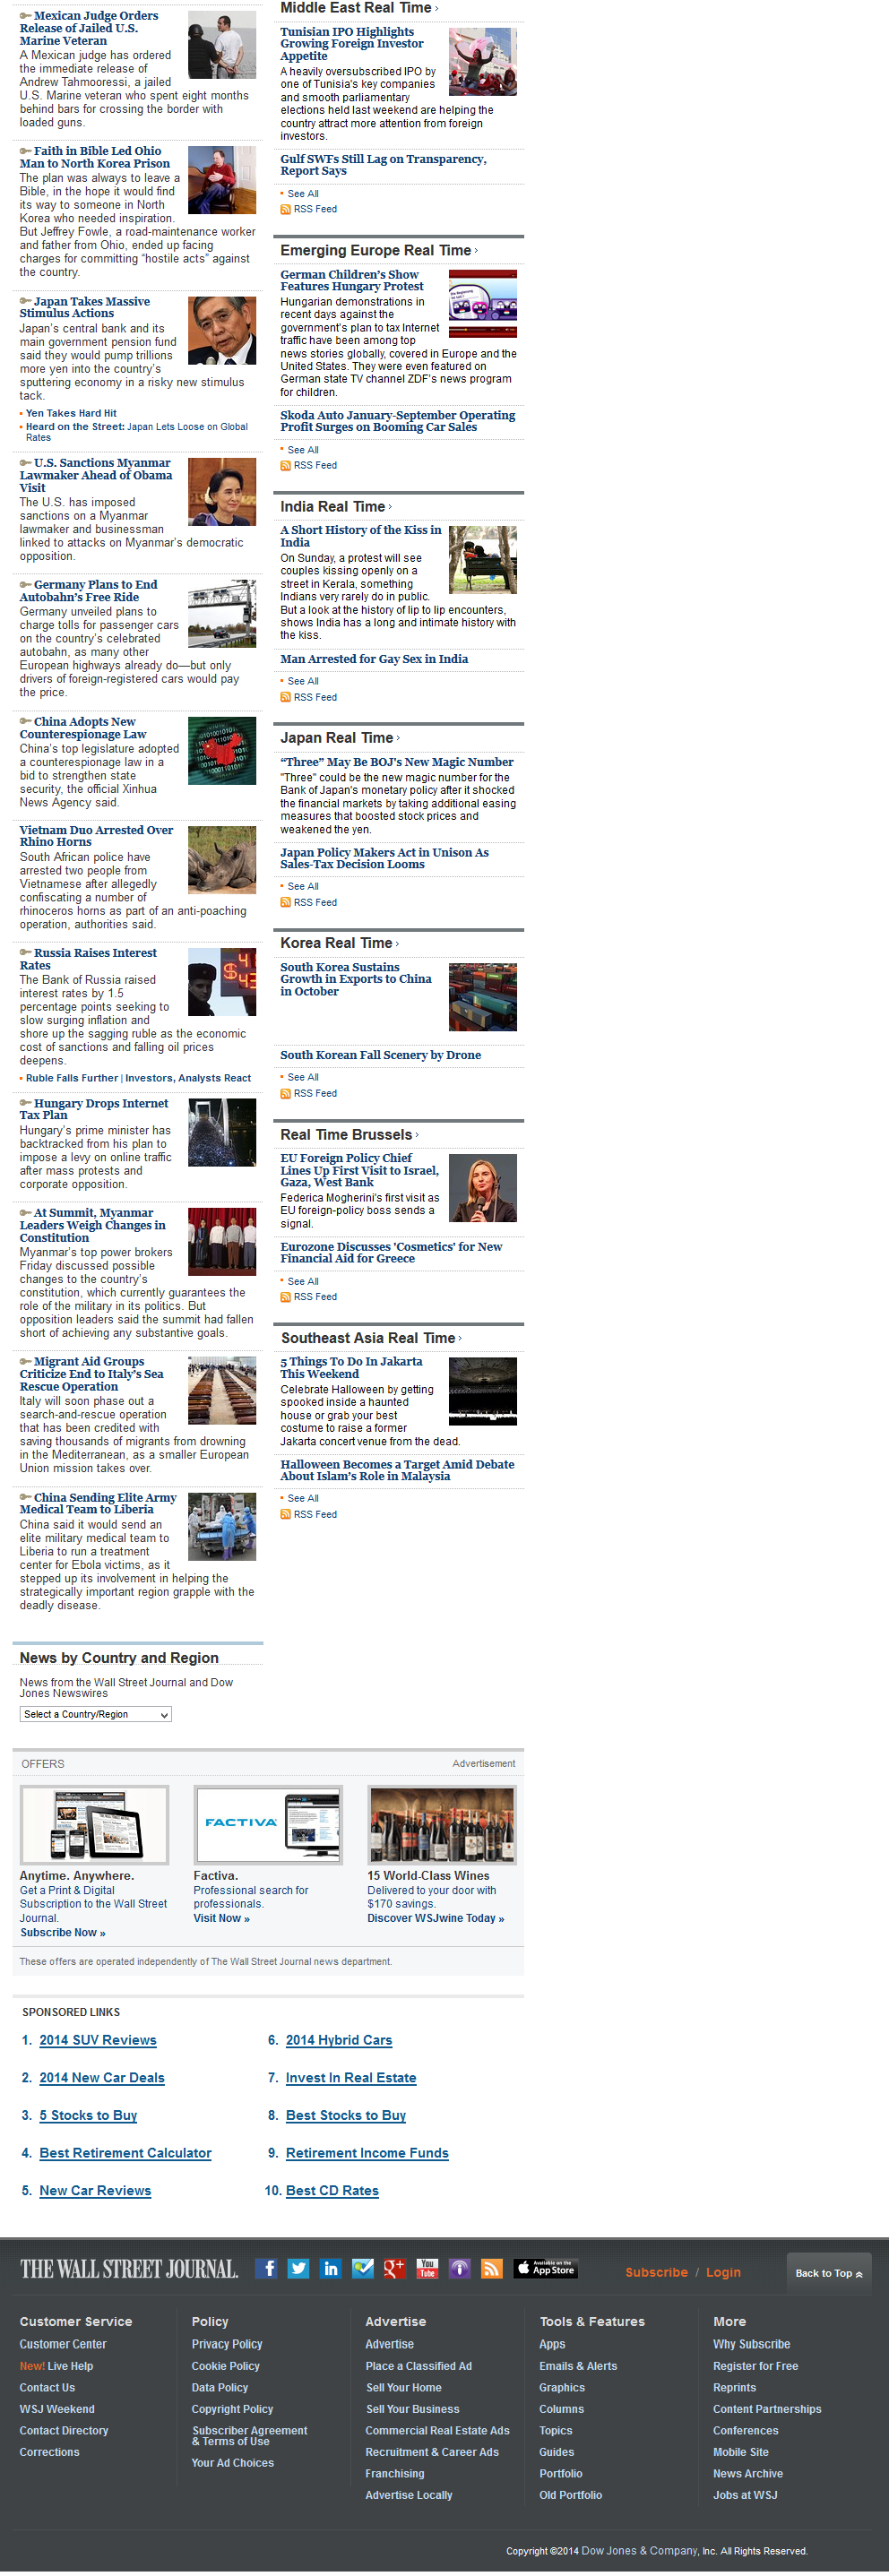 Mexican Judge Orders
Release of Jailed U.S.
Marine Veteran
A Mexican judge has ordered
the immediate release of
Andrew Tahmooressi, a jailed
U.S. Marine veteran who spent eight months
behind bars for crossing the border with
loaded guns.
Faith in Bible Led Ohio
Man to North Korea Prison
The plan was always to leave a
Bible, in the hope it would find
its way to someone in North
Korea who needed inspiration.
But Jeffrey Fowle, a road-maintenance worker
and father from Ohio, ended up facing
charges for committing “hostile acts” against
the country.
Japan Takes Massive
Stimulus Actions
Japan’s central bank and its
main government pension fund
said they would pump trillions
more yen into the country’s
sputtering economy in a risky new stimulus
tack.
Yen Takes Hard Hit
Heard on the Street: Japan Lets Loose on Global
Rates
U.S. Sanctions Myanmar
Lawmaker Ahead of Obama
Visit
The U.S. has imposed
sanctions on a Myanmar
lawmaker and businessman
linked to attacks on Myanmar’s democratic
opposition.
Germany Plans to End
Autobahn’s Free Ride
Germany unveiled plans to
charge tolls for passenger cars
on the country’s celebrated
autobahn, as many other
European highways already do—but only
drivers of foreign-registered cars would pay
the price.
China Adopts New
Counterespionage Law
China’s top legislature adopted
a counterespionage law in a
bid to strengthen state
security, the official Xinhua
News Agency said.
Vietnam Duo Arrested Over
Rhino Horns
South African police have
arrested two people from
Vietnamese after allegedly
confiscating a number of
rhinoceros horns as part of an anti-poaching
operation, authorities said.
Russia Raises Interest
Rates
The Bank of Russia raised
interest rates by 1.5
percentage points seeking to
slow surging inflation and
shore up the sagging ruble as the economic
cost of sanctions and falling oil prices
deepens.
Ruble Falls Further | Investors, Analysts React
Hungary Drops Internet
Tax Plan
Hungary’s prime minister has
backtracked from his plan to
impose a levy on online traffic
after mass protests and
corporate opposition.
At Summit, Myanmar
Leaders Weigh Changes in
Constitution
Myanmar’s top power brokers
Friday discussed possible
changes to the country’s
constitution, which currently guarantees the
role of the military in its politics. But
opposition leaders said the summit had fallen
short of achieving any substantive goals.
Migrant Aid Groups
Criticize End to Italy’s Sea
Rescue Operation
Italy will soon phase out a
search-and-rescue operation
that has been credited with
saving thousands of migrants from drowning
in the Mediterranean, as a smaller European
Union mission takes over.
China Sending Elite Army
Medical Team to Liberia
China said it would send an
elite military medical team to
Liberia to run a treatment
center for Ebola victims, as it
stepped up its involvement in helping the
strategically important region grapple with the
deadly disease.
News by Country and Region
News from the Wall Street Journal and Dow
Jones Newswires
Select a Country/Region
Middle East Real Time ›
Tunisian IPO Highlights
Growing Foreign Investor
Appetite
A heavily oversubscribed IPO by
one of Tunisia's key companies
and smooth parliamentary
elections held last weekend are helping the
country attract more attention from foreign
investors.
Gulf SWFs Still Lag on Transparency,
Report Says
See All
RSS Feed
Emerging Europe Real Time ›
German Children’s Show
Features Hungary Protest
Hungarian demonstrations in
recent days against the
government’s plan to tax Internet
traffic have been among top
news stories globally, covered in Europe and the
United States. They were even featured on
German state TV channel ZDF’s news program
for children.
Skoda Auto January-September Operating
Profit Surges on Booming Car Sales
See All
RSS Feed
India Real Time ›
A Short History of the Kiss in
India
On Sunday, a protest will see
couples kissing openly on a
street in Kerala, something
Indians very rarely do in public.
But a look at the history of lip to lip encounters,
shows India has a long and intimate history with
the kiss.
Man Arrested for Gay Sex in India
See All
RSS Feed
Japan Real Time ›
“Three” May Be BOJ’s New Magic Number
"Three" could be the new magic number for the
Bank of Japan's monetary policy after it shocked
the financial markets by taking additional easing
measures that boosted stock prices and
weakened the yen.
Japan Policy Makers Act in Unison As
Sales-Tax Decision Looms
See All
RSS Feed
Korea Real Time ›
South Korea Sustains
Growth in Exports to China
in October
South Korean Fall Scenery by Drone
See All
RSS Feed
Real Time Brussels ›
EU Foreign Policy Chief
Lines Up First Visit to Israel,
Gaza, West Bank
Federica Mogherini's first visit as
EU foreign-policy boss sends a
signal.
Eurozone Discusses 'Cosmetics' for New
Financial Aid for Greece
See All
RSS Feed
Southeast Asia Real Time ›
5 Things To Do In Jakarta
This Weekend
Celebrate Halloween by getting
spooked inside a haunted
house or grab your best
costume to raise a former
Jakarta concert venue from the dead.
Halloween Becomes a Target Amid Debate
About Islam’s Role in Malaysia
See All
RSS Feed
OFFERS
Advertisement
FACTIVA
Anytime. Anywhere.
Get a Print & Digital
Subscription to the Wall Street
Journal.
Subscribe Now »
Factiva.
Professional search for
professionals.
Visit Now »
15 World-Class Wines
Delivered to your door with
$170 savings.
Discover WSJwine Today »
These offers are operated independently of The Wall Street Journal news department.
SPONSORED LINKS
1. 2014 SUV Reviews
2. 2014 New Car Deals
3. 5 Stocks to Buy
4. Best Retirement Calculator
5. New Car Reviews
6. 2014 Hybrid Cars
7. Invest In Real Estate
8. Best Stocks to Buy
9. Retirement Income Funds
10. Best CD Rates
THE WALL STREET JOURNAL.
You Tube
Available on the App Store
Subscribe / Login
Back to Top
Customer Service
Customer Center
New! Live Help
Contact Us
WSJ Weekend
Contact Directory
Corrections
Policy
Privacy Policy
Cookie Policy
Data Policy
Copyright Policy
Subscriber Agreement
& Terms of Use
Your Ad Choices
Advertise
Advertise
Place a Classified Ad
Sell Your Home
Sell Your Business
Commercial Real Estate Ads
Recruitment & Career Ads
Franchising
Advertise Locally
Tools & Features
Apps
Emails & Alerts
Graphics
Columns
Topics
Guides
Portfolio
Old Portfolio
More
Why Subscribe
Register for Free
Reprints
Content Partnerships
Conferences
Mobile Site
News Archive
Jobs at WSJ
Copyright ©2014 Dow Jones & Company, Inc. All Rights Reserved.